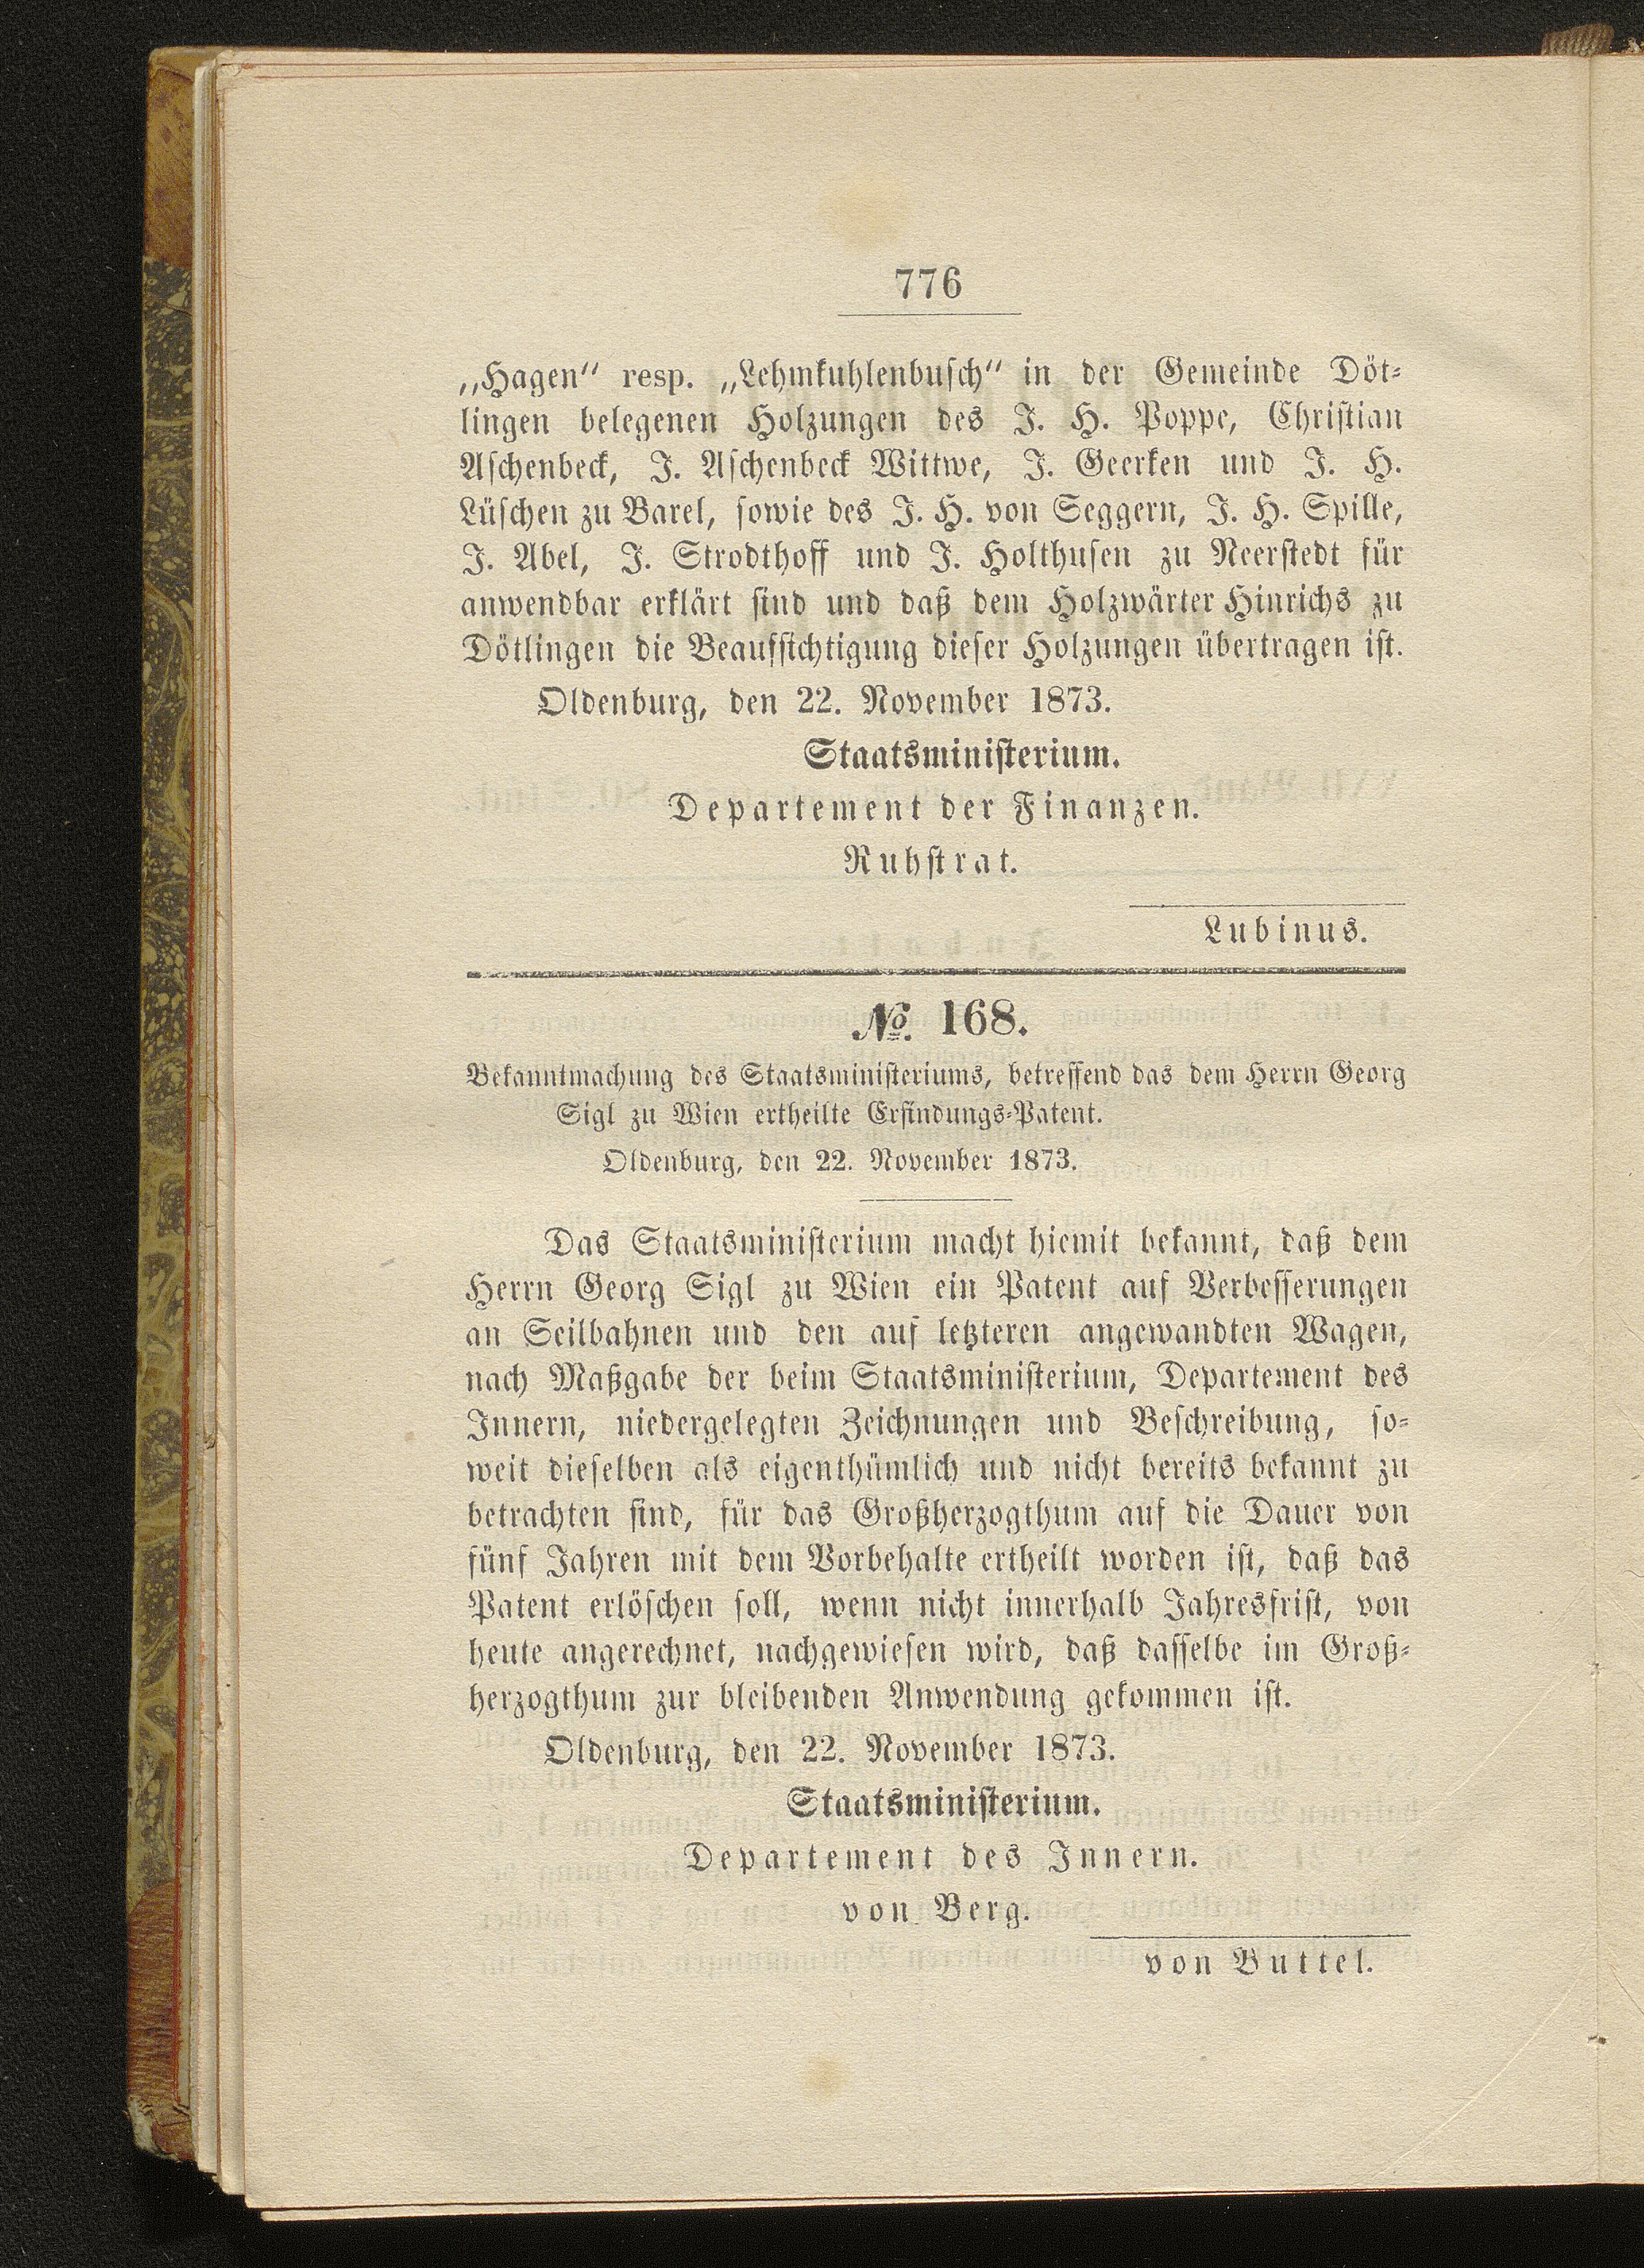 776
„Hagen“ resp. „Lehmkuhlenbusch“ in der Gemeinde Döt-
lingen belegenen Holzungen des J. H. Poppe, Christian
Aschenbeck, J. Aschenbeck Wittwe, J. Geerken und J. H.
Lüschen zu Barel, sowie des J. H. von Seggern, J. H. Spille,
J. Abel, J. Strodthoff und J. Holthusen zu Neerstedt für
anwendbar erklärt sind und daß dem Holzwärter Hinrichs zu
Dötlingen die Beaufsichtigung dieser Holzungen übertragen ist.
Oldenburg, den 22. November 1873.
Staatsministerium.
Departement der Finanzen.
Ruhstrat.
Lubinus.
№. 168.
Bekanntmachung des Staatsministeriums, betreffend das dem Herrn Georg
Sigl zu Wien ertheilte Erfindungs-Patent.
Oldenburg, den 22. November 1873.
Das Staatsministerium macht hiemit bekannt, daß dem
Herrn Georg Sigl zu Wien ein Patent auf Verbesserungen
an Seilbahnen und den auf letzteren angewandten Wagen,
nach Maßgabe der beim Staatsministerium, Departement des
Innern, niedergelegten Zeichnungen und Beschreibung, so-
weit dieselben als eigenthümlich und nicht bereits bekannt zu
betrachten sind, für das Großherzogthum auf die Dauer von
fünf Jahren mit dem Vorbehalte ertheilt worden ist, daß das
Patent erlöschen soll, wenn nicht innerhalb Jahresfrist, von
heute angerechnet, nachgewiesen wird, daß dasselbe im Groß-
herzogthum zur bleibenden Anwendung gekommen ist.
Oldenburg, den 22. November 1873.
Staatsministerium.
Departement des Innern.
von Berg.
von Buttel.